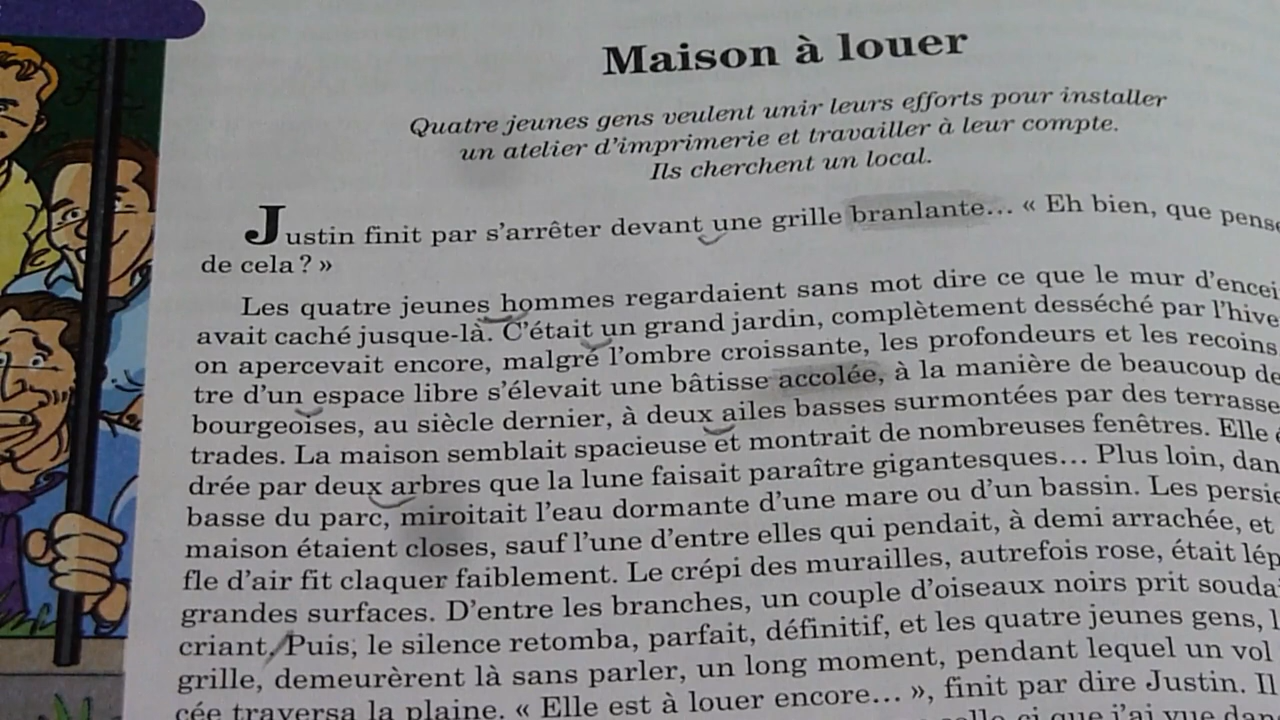 Maison à louer
Quatre jeunes gens veulent unir leurs efforts pour installer
un atelier d'imprimerie et travailler à leur compte.
Ils cherchent un local.
Justin finit par s'arrêter devant une grille branlante... « Eh bien, que pense
de cela ? »
Les quatre jeunes hommes regardaient sans mot dire ce que le mur d'encei
avait caché jusque-là. C'était un grand jardin, complètement desséché par l'hive
on apercevait encore, malgré l'ombre croissante, les profondeurs et les recoins
tre d'un espace libre s'élevait une bâtisse accolée, à la manière de beaucoup de
bourgeoises, au siècle dernier, à deux ailes basses surmontées par des terrasse
trades. La maison semblait spacieuse et montrait de nombreuses fenêtres. Elle
drée par deux arbres que la lune faisait paraître gigantesques... Plus loin, dan
basse du parc, miroitait l'eau dormante d'une mare ou d'un bassin. Les persie
maison étaient closes, sauf l'une d'entre elles qui pendait, à demi arrachée, et
fle d'air fit claquer faiblement. Le crépi des murailles, autrefois rose, était lép
grandes surfaces. D'entre les branches, un couple d'oiseaux noirs prit souda
criant. Puis, le silence retomba, parfait, définitif, et les quatre jeunes gens, l
grille, demeurèrent là sans parler, un long moment, pendant lequel un vol
cée traversa la plaine. « Elle est à louer encore... », finit par dire Justin. Il
que j'ai vue dan